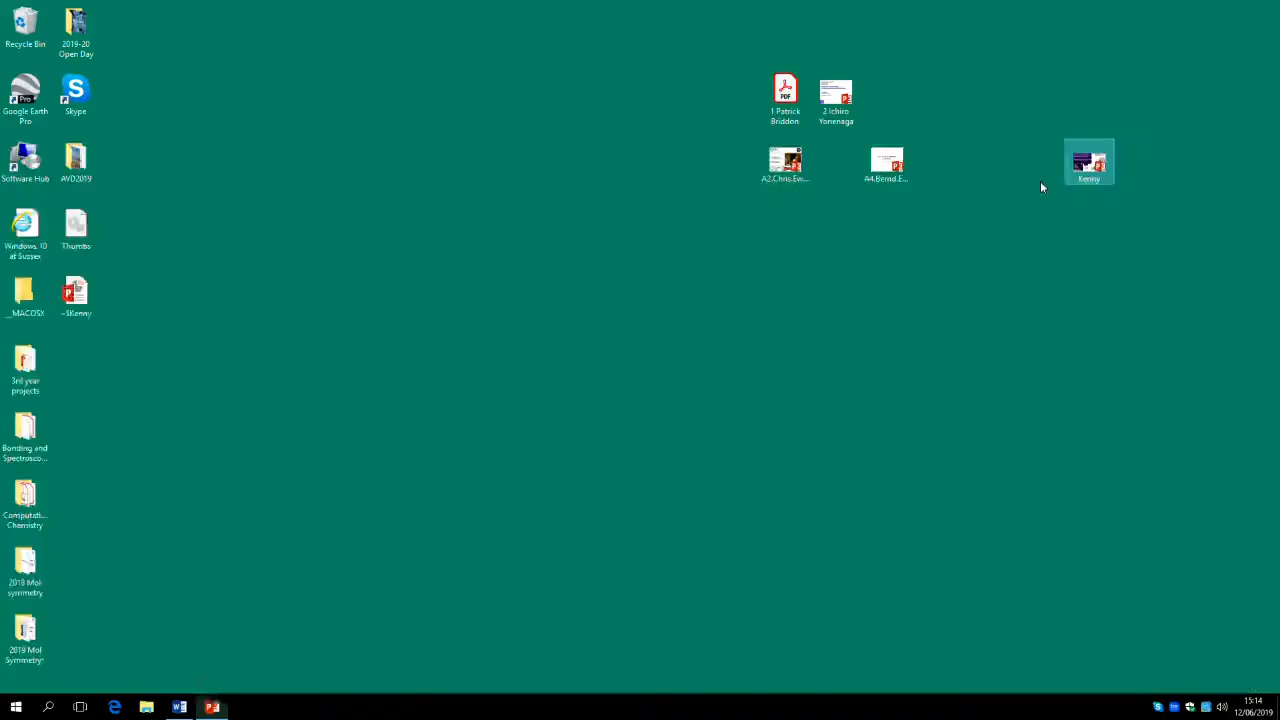 Recycle Bin
2019-20
Open Day
Google Earth
Pro
Skype
Software Hub
AVD2019
Windows 10
at Sussex
Thumbs
__MACOSX
~$Kenny
3rd year
projects
Bonding and
Spectrosco...
Computati...
Chemistry
2018 Mol
symmetry
2019 Mol
Symmetry
PDF
1 Patrick
Briddon
2 Ichiro
Yonenaga
A2.Chris.Ew...
A4.Bernd.E...
Kenny
15:14
12/06/2019